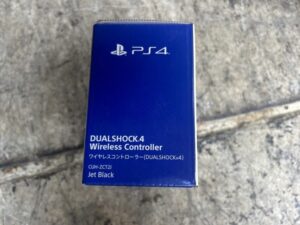 PS4
DUALSHOCK 4
Wireless Controller
ワイヤレスコントローラー(DUALSHOCK®4)
CUH-ZCT2J
Jet Black